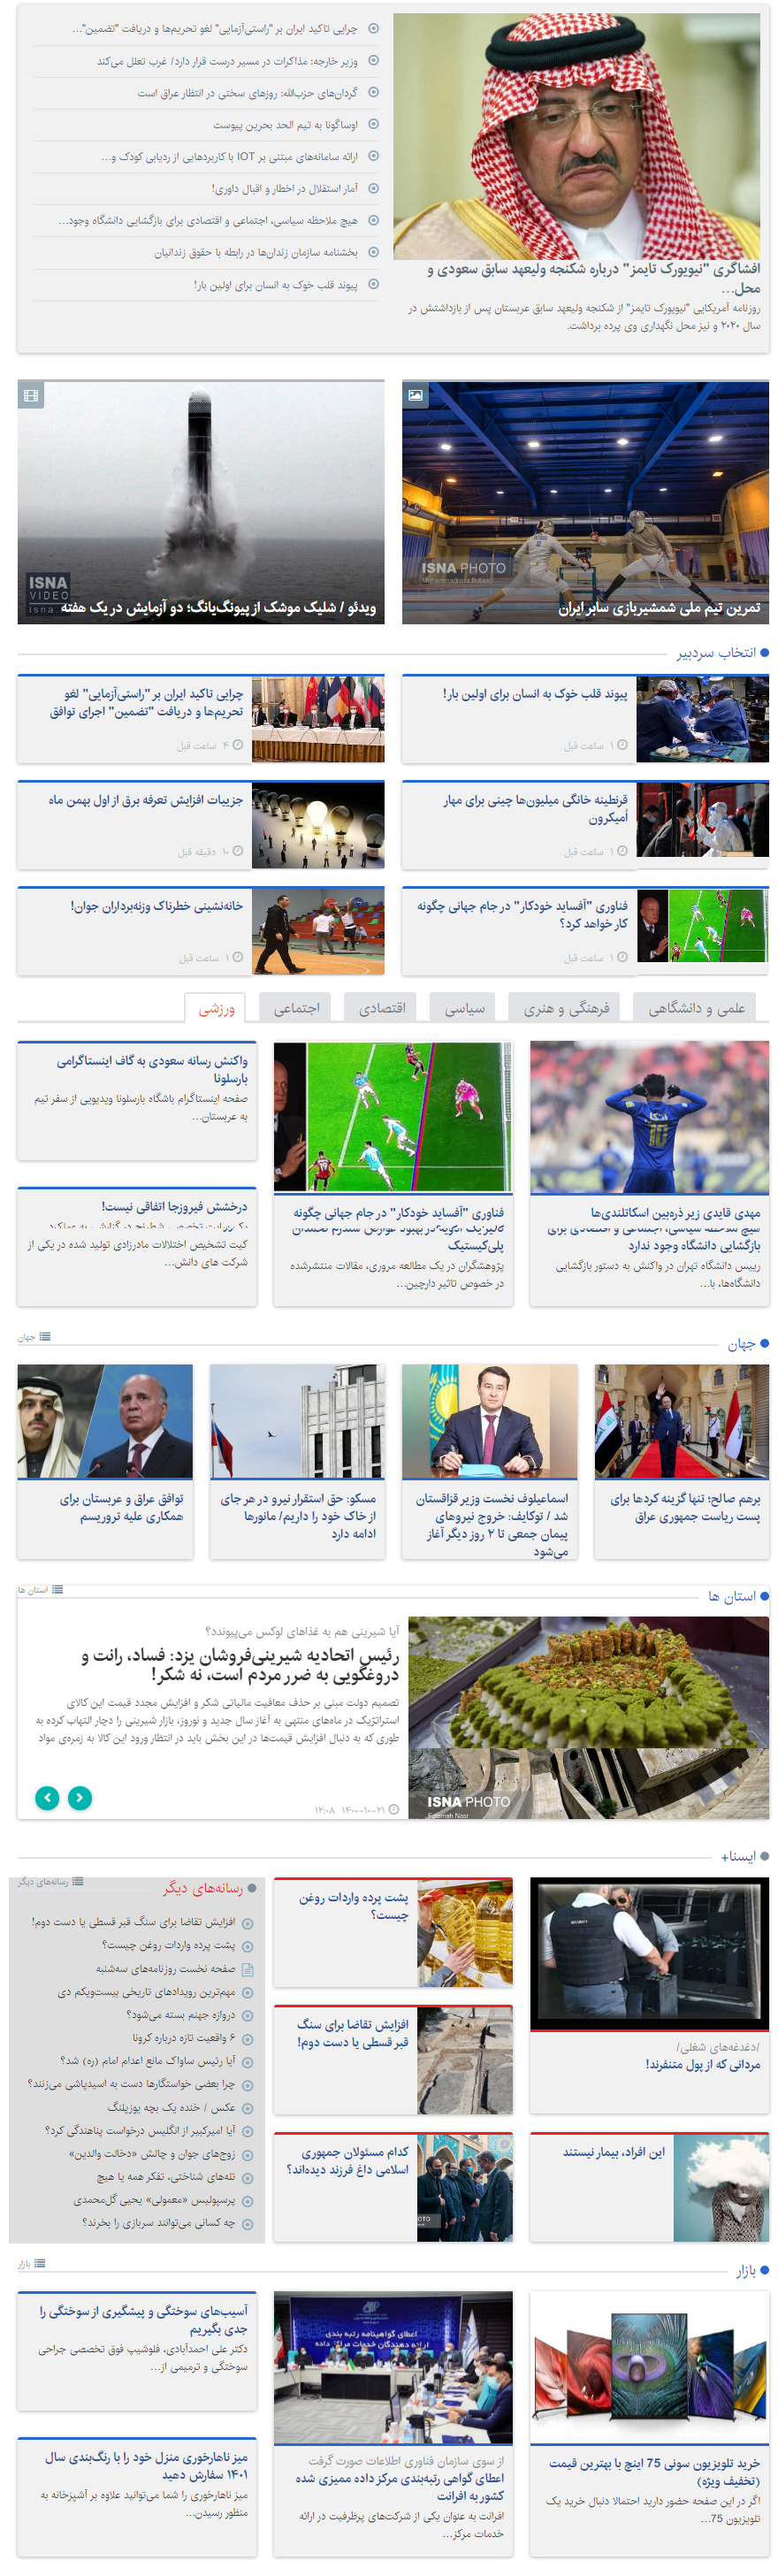 افشاگری "نیویورک تایمز" درباره شکنجه ولیعهد سابق سعودی و
محل...
روزنامه آمریکایی "نیویورک تایمز" از شکنجه ولیعهد سابق عربستان پس از بازداشتش در
سال ۲۰۲۰ و نیز محل نگهداری وی پرده برداشت.
چرایی تاکید ایران بر "راستی‌آزمایی" لغو تحریم‌ها و دریافت "تضمین"...
وزیر خارجه: مذاکرات در مسیر درست قرار دارد/ غرب تعلل می‌کند
گردان‌های حزب‌الله: روزهای سختی در انتظار عراق است
اوساگونا به تیم الحد بحرین پیوست
ارائه سامانه‌های مبتنی بر IOT با کاربردهایی از ردیابی کودک و...
آمار استقلال در اخطار و اقبال داوری!
هیچ ملاحظه سیاسی، اجتماعی و اقتصادی برای بازگشایی دانشگاه وجود...
بخشنامه سازمان زندان‌ها در رابطه با حقوق زندانیان
پیوند قلب خوک به انسان برای اولین بار!
ISNA PHOTO
تمرین تیم ملی شمشیربازی سابر ایران
ISNA
VIDEO
isna
ویدئو / شلیک موشک از پیونگ‌یانگ؛ دو آزمایش در یک هفته
انتخاب سردبیر
پیوند قلب خوک به انسان برای اولین بار!
۱ ساعت قبل
چرایی تاکید ایران بر "راستی‌آزمایی" لغو
تحریم‌ها و دریافت "تضمین" اجرای توافق
۴ ساعت قبل
قرنطینه خانگی میلیون‌ها چینی برای مهار
اُمیکرون
۱ ساعت قبل
جزییات افزایش تعرفه برق از اول بهمن ماه
۱۰ دقیقه قبل
فناوری "آفساید خودکار" در جام جهانی چگونه
کار خواهد کرد؟
۱ ساعت قبل
خانه‌نشینی خطرناک وزنه‌برداران جوان!
۱ ساعت قبل
علمی و دانشگاهی
فرهنگی و هنری
سیاسی
اقتصادی
اجتماعی
ورزشی
مهدی قایدی زیر ذره‌بین اسکاتلندی‌ها
هیچ ملاحظه سیاسی، اجتماعی و اقتصادی برای
بازگشایی دانشگاه وجود ندارد
رییس دانشگاه تهران در واکنش به دستور بازگشایی
دانشگاه‌ها، با...
فناوری "آفساید خودکار" در جام جهانی چگونه
پلی‌کیستیک
پژوهشگران در یک مطالعه مروری، مقالات منتشرشده
در خصوص تاثیر دارچین...
واکنش رسانه سعودی به گاف اینستاگرامی
بارسلونا
صفحه اینستاگرام باشگاه بارسلونا ویدیویی از سفر تیم
به عربستان...
درخشش فیروزجا اتفاقی نیست!
کیت تشخیص اختلالات مادرزادی تولید شده در یکی از
شرکت های دانش...
جهان
جهان
برهم صالح؛ تنها گزینه کردها برای
پست ریاست جمهوری عراق
اسماعیلوف نخست وزیر قزاقستان
شد / توکایف: خروج نیروهای
پیمان جمعی تا ۲ روز دیگر آغاز
می‌شود
مسکو: حق استقرار نیرو در هر جای
از خاک خود را داریم/ مانورها
ادامه دارد
توافق عراق و عربستان برای
همکاری علیه تروریسم
استان ها
استان ها
ISNA PHOTO
آیا شیرینی هم به غذاهای لوکس می‌پیوندد؟
رئیس اتحادیه شیرینی‌فروشان یزد: فساد، رانت و
دروغگویی به ضرر مردم است، نه شکر!
تصمیم دولت مبنی بر حذف معافیت مالیاتی شکر و افزایش مجدد قیمت این کالای
استراتژیک در ماه‌های منتهی به آغاز سال جدید و نوروز، بازار شیرینی را دچار التهاب کرده به
طوری که به دنبال افزایش قیمت‌ها در این بخش باید در انتظار ورود این کالا به زمره‌ی مواد
۱۴۰۰-۱۰-۲۱ ۱۲:۰۸
ایسنا+
SECURITY
/دغدغه‌های شغلی/
مردانی که از پول متنفرند!
این افراد، بیمار نیستند
پشت پرده واردات روغن
چیست؟
افزایش تقاضا برای سنگ
قبر قسطی یا دست دوم!
کدام مسئولان جمهوری
اسلامی داغ فرزند دیده‌اند؟
رسانه‌های دیگر
رسانه‌های دیگر
افزایش تقاضا برای سنگ قبر قسطی یا دست دوم!
پشت پرده واردات روغن چیست؟
صفحه نخست روزنامه‌های سه‌شنبه
مهم‌ترین رویدادهای تاریخی بیست‌ویکم دی
دروازه جهنم بسته می‌شود؟
۶ واقعیت تازه درباره کرونا
آیا رئیس ساواک مانع اعدام امام (ره) شد؟
چرا بعضی خواستگارها دست به اسیدپاشی می‌زنند؟
عکس / خنده یک بچه یوزپلنگ
آیا امیرکبیر از انگلیس درخواست پناهندگی کرد؟
زوج‌های جوان و چالش «دخالت والدین»
تله‌های شناختی، تفکر همه یا هیچ
پرسپولیس «معمولی» یحیی گل‌محمدی
چه کسانی می‌توانند سربازی را بخرند؟
بازار
بازار
خرید تلویزیون سونی 75 اینچ با بهترین قیمت
(تخفیف ویژه)
اگر در این صفحه حضور دارید احتمالا دنبال خرید یک
تلویزیون 75...
اعطای گواهینامه رتبه بندی
ارائه دهندگان خدمات مراکز داده
از سوی سازمان فناوری اطلاعات صورت گرفت
اعطای گواهی رتبه‌بندی مرکز داده ممیزی شده
کشور به افرانت
افرانت به عنوان یکی از شرکت‌های پرظرفیت در ارائه
خدمات مرکز...
آسیب‌های سوختگی و پیشگیری از سوختگی را
جدی بگیریم
دکتر علی احمدآبادی، فلوشیپ فوق تخصصی جراحی
سوختگی و ترمیمی از...
میز ناهارخوری منزل خود را با رنگ‌بندی سال
۱۴۰۱ سفارش دهید
میز ناهارخوری را شما می‌توانید علاوه بر آشپزخانه به
منظور رسیدن...